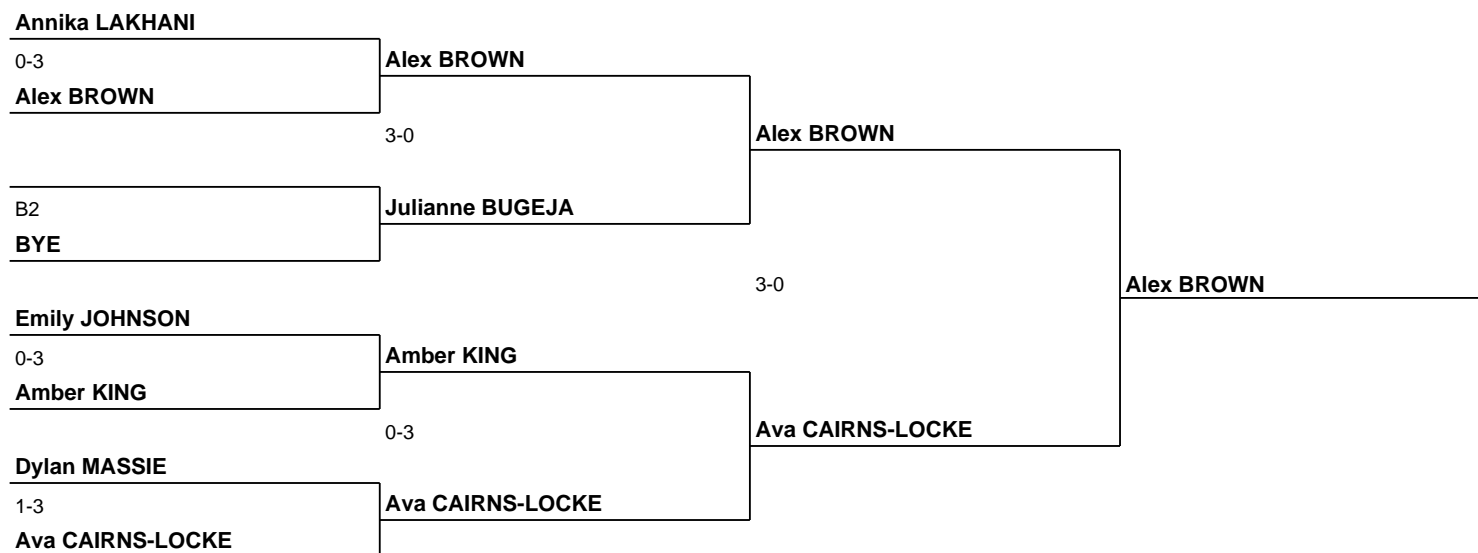 Annika LAKHANI
0-3
Alex BROWN
Alex BROWN
3-0
Alex BROWN
B2
BYE
Julianne BUGEJA
3-0
Alex BROWN
Emily JOHNSON
0-3
Amber KING
Amber KING
0-3
Ava CAIRNS-LOCKE
Dylan MASSIE
1-3
Ava CAIRNS-LOCKE
Ava CAIRNS-LOCKE